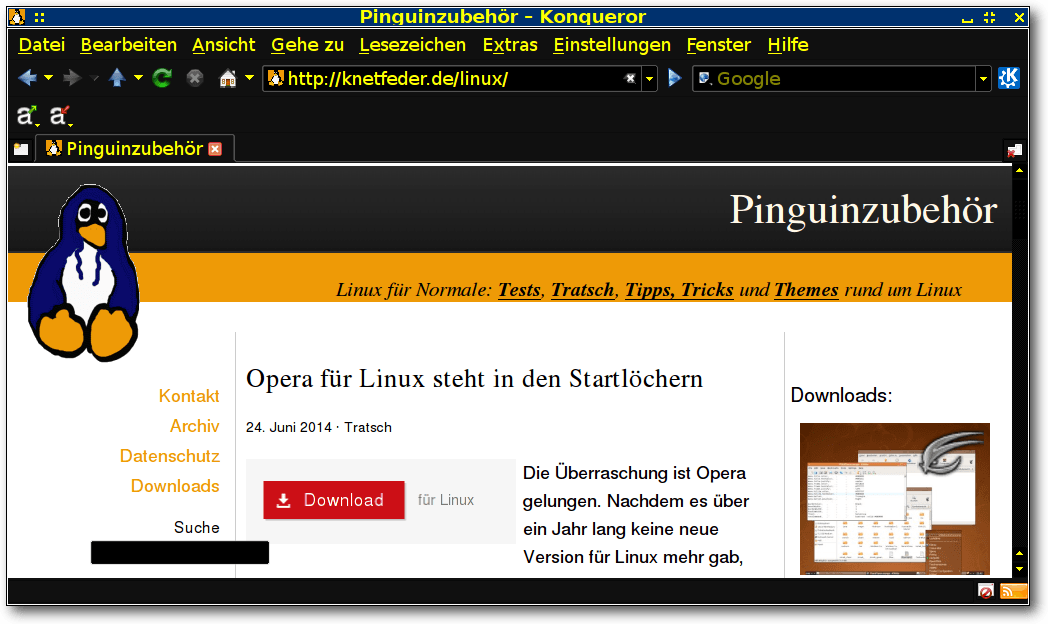 Pinguinzubehör - Konqueror
Datei Bearbeiten Ansicht Gehe zu Lesezeichen Extras Einstellungen Fenster Hilfe
http://knetfeder.de/linux/ Google
a a
Pinguinzubehör
Pinguinzubehör
Linux für Normale: Tests, Tratsch, Tipps, Tricks und Themes rund um Linux
Kontakt
Archiv
Datenschutz
Downloads
Suche
Opera für Linux steht in den Startlöchern
24. Juni 2014 · Tratsch
Download für Linux
Die Überraschung ist Opera
gelungen. Nachdem es über
ein Jahr lang keine neue
Version für Linux mehr gab,
Downloads: